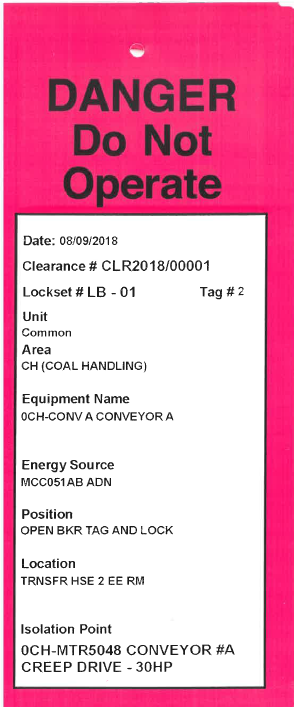 DANGER
Do Not
Operate
Date: 08/09/2018
Clearance # CLR2018/00001
Lockset # LB - 01 Tag # 2
Unit
Common
Area
CH (COAL HANDLING)
Equipment Name
0CH-CONV A CONVEYOR A
Energy Source
MCC051AB ADN
Position
OPEN BKR TAG AND LOCK
Location
TRNSFR HSE 2 EE RM
Isolation Point
0CH-MTR5048 CONVEYOR #A
CREEP DRIVE - 30HP